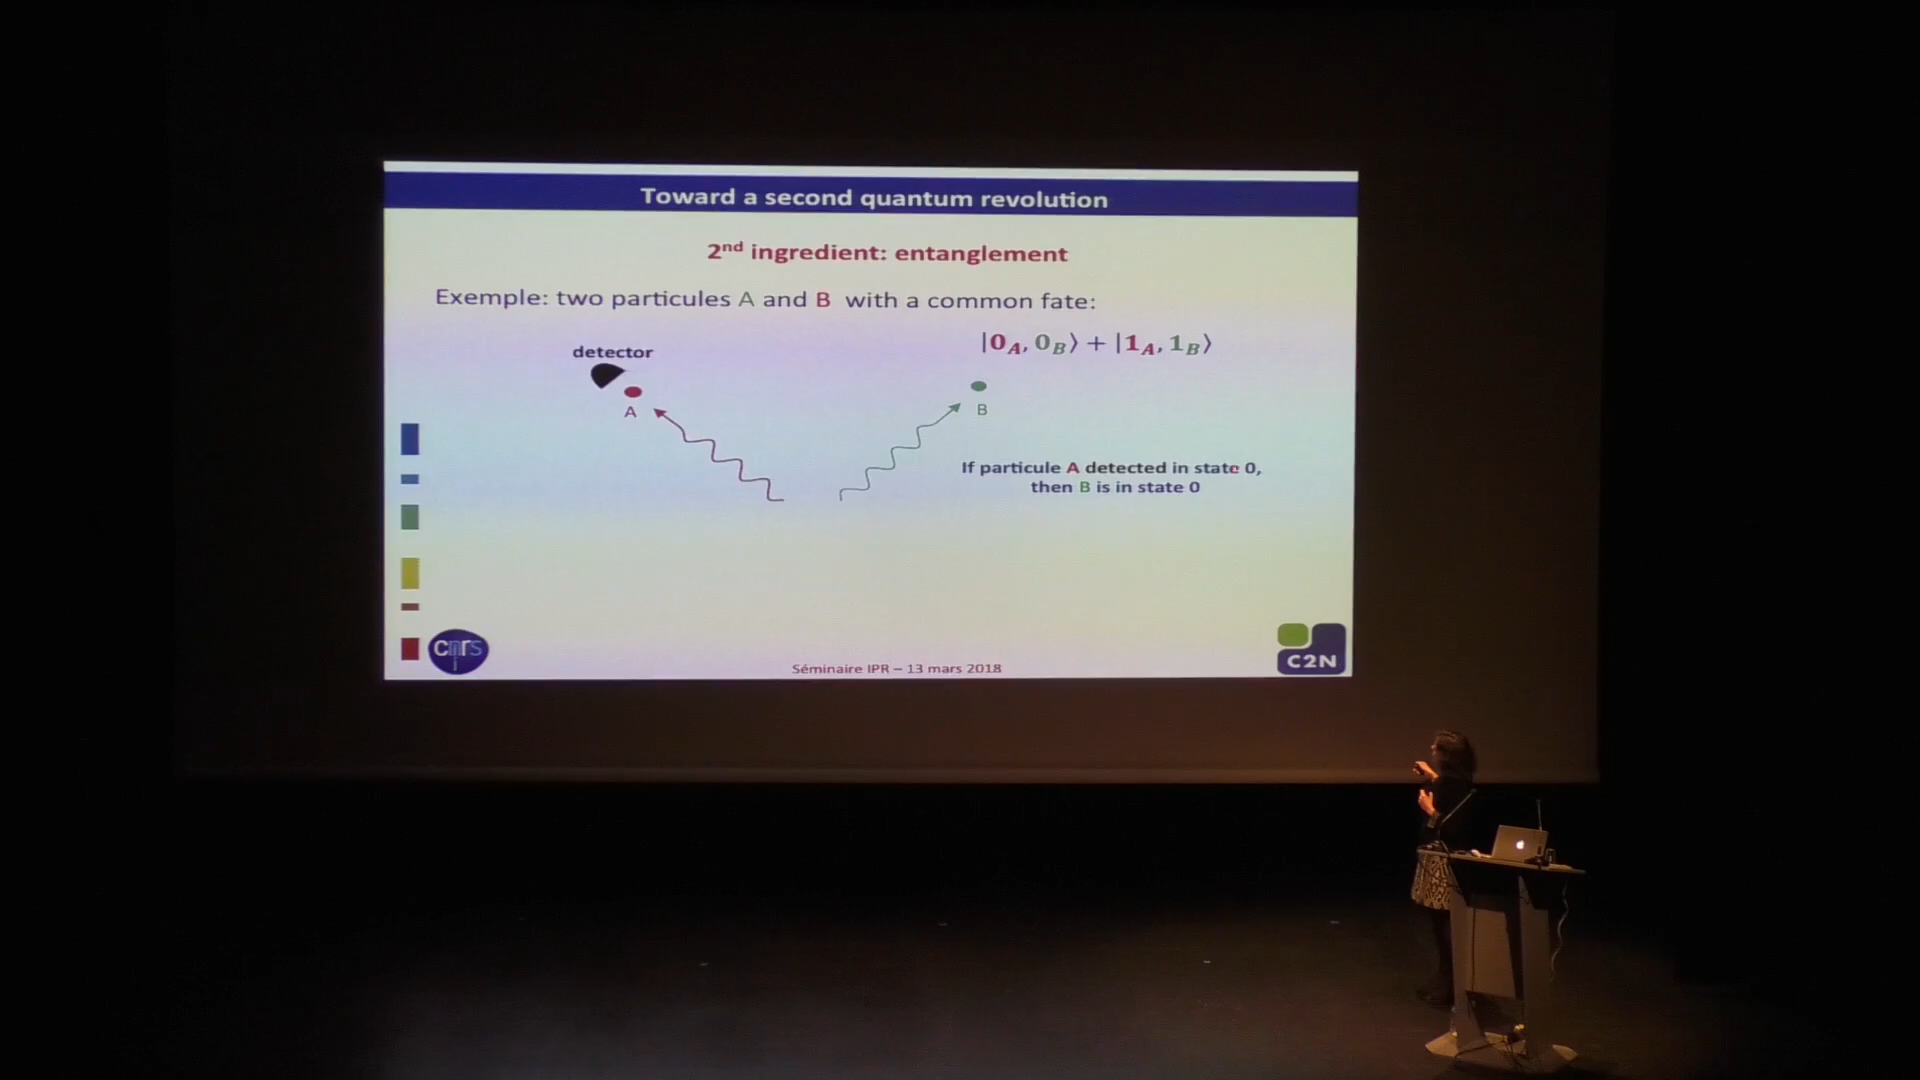 Toward a second quantum revolution
2nd ingredient: entanglement
Exemple: two particules A and B with a common fate:
|0A, 0B⟩ + |1A, 1B⟩
detector
A
B
If particule A detected in state 0,
then B is in state 0
cnrs
Séminaire IPR – 13 mars 2018
C2N